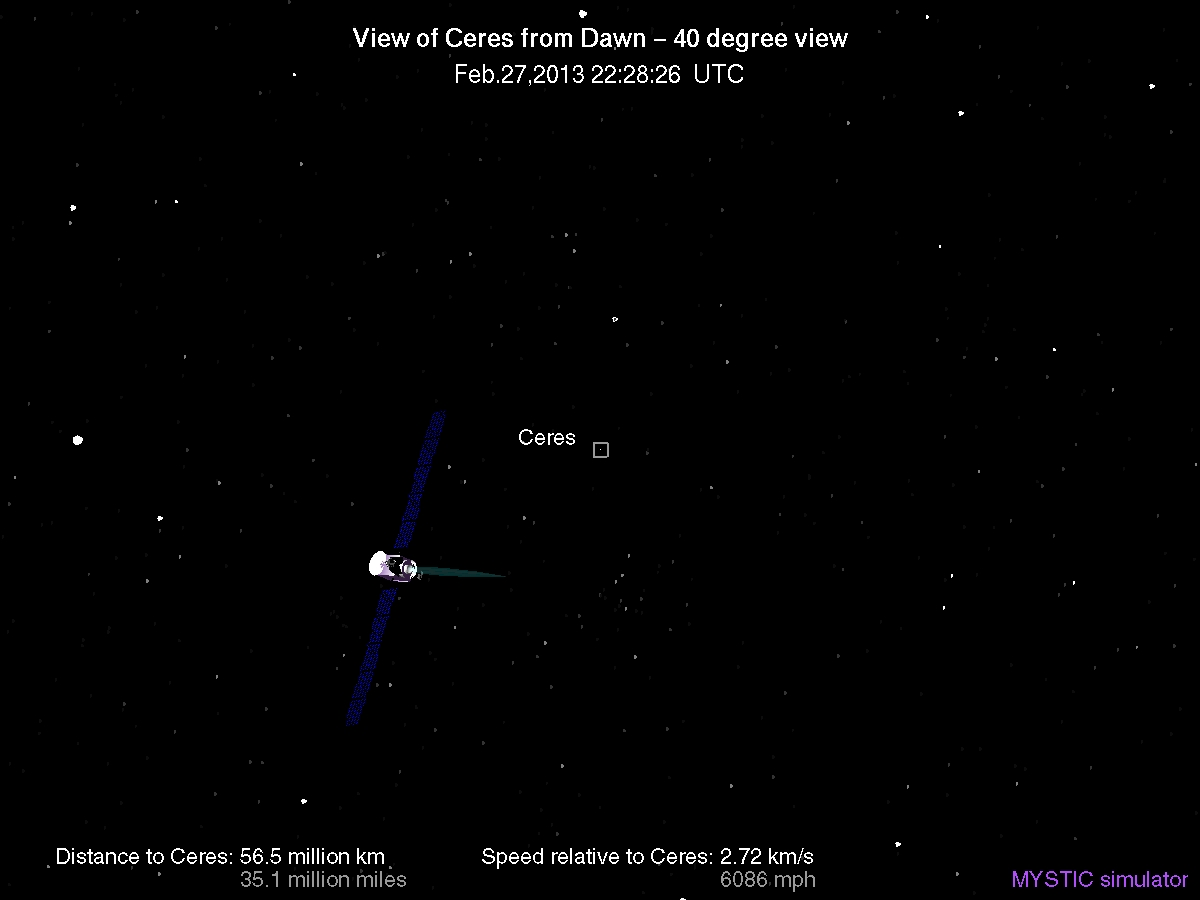 View of Ceres from Dawn – 40 degree view
Feb.27,2013 22:28:26 UTC
Ceres
Distance to Ceres: 56.5 million km
35.1 million miles
Speed relative to Ceres: 2.72 km/s
6086 mph
MYSTIC simulator